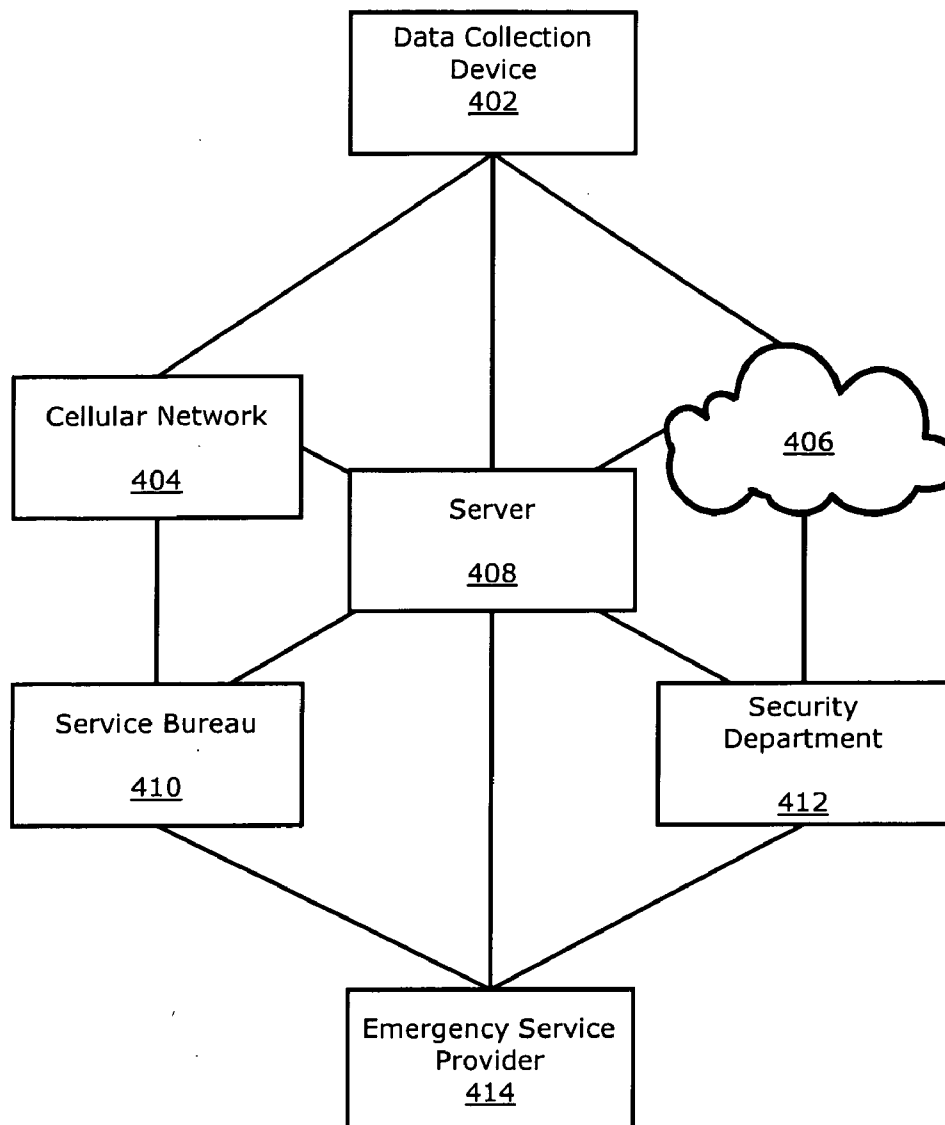 Data Collection
Device
402
Cellular Network
404
406
Server
408
Service Bureau
410
Security
Department
412
Emergency Service
Provider
414